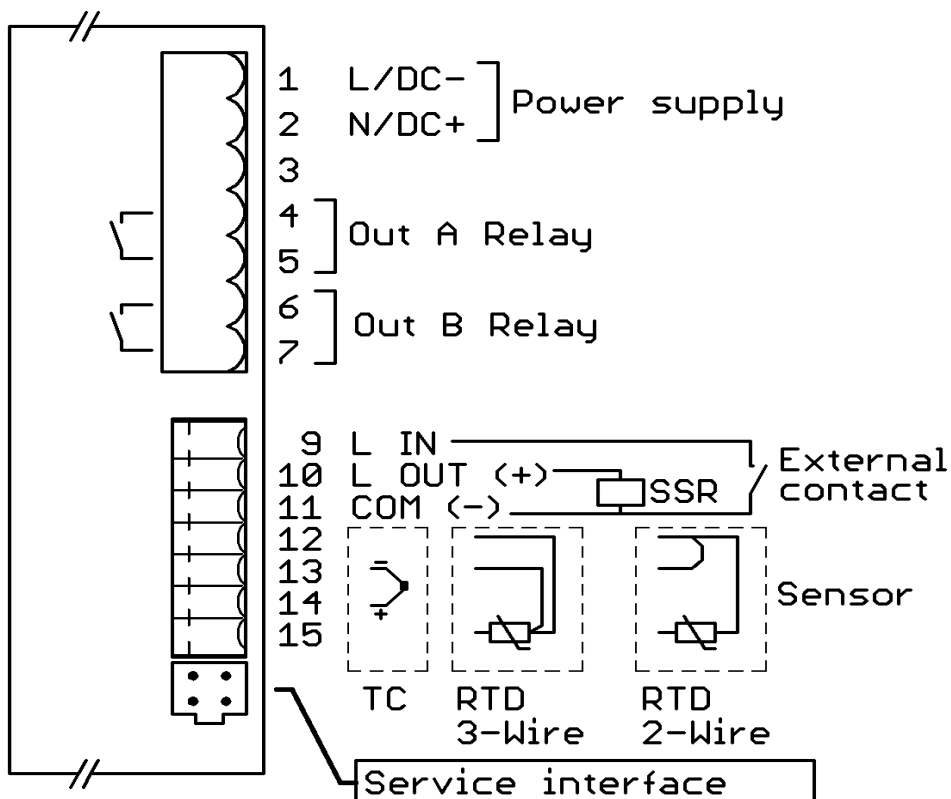 1 L/DC-
2 N/DC+
Power supply
3
4
5
Out A Relay
6
7
Out B Relay
9 L IN
10 L OUT (+)
11 COM (-)
SSR
External
contact
12
13
14
15
-
+
Sensor
TC
RTD
3-Wire
RTD
2-Wire
Service interface